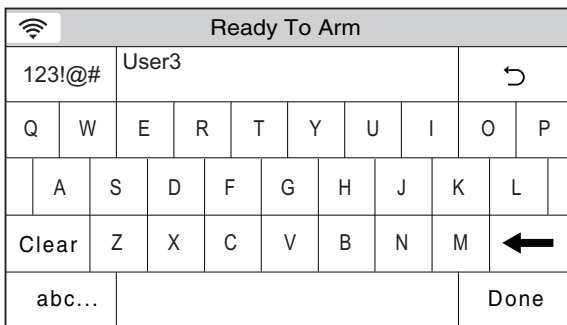 Ready To Arm
123!@# User3
Q W E R T Y U I O P
A S D F G H J K L
Clear Z X C V B N M
abc... Done